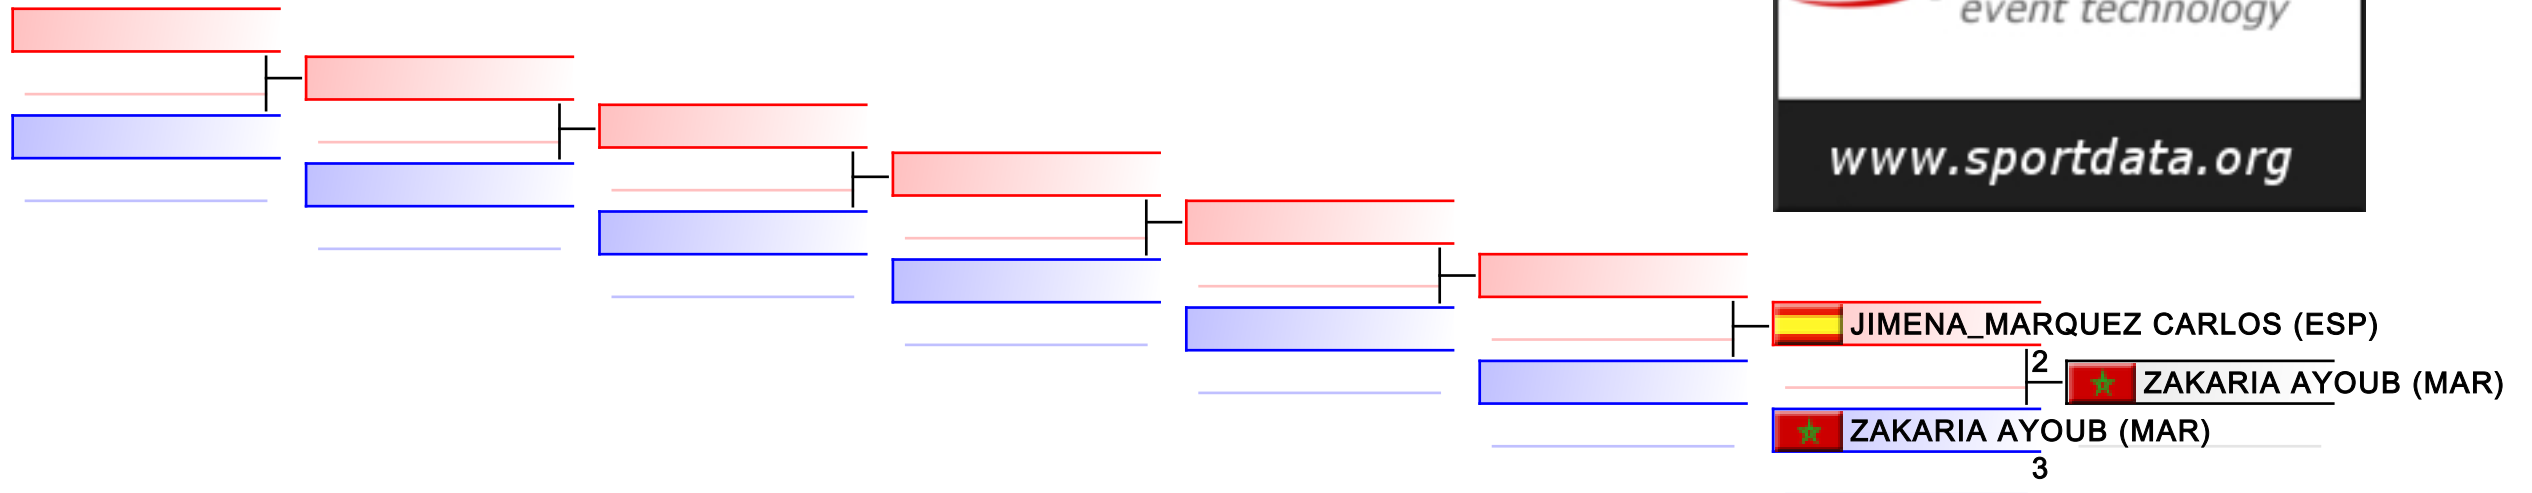 event technology
www.sportdata.org
JIMENA_MARQUEZ CARLOS (ESP)
2
ZAKARIA AYOUB (MAR)
ZAKARIA AYOUB (MAR)
3